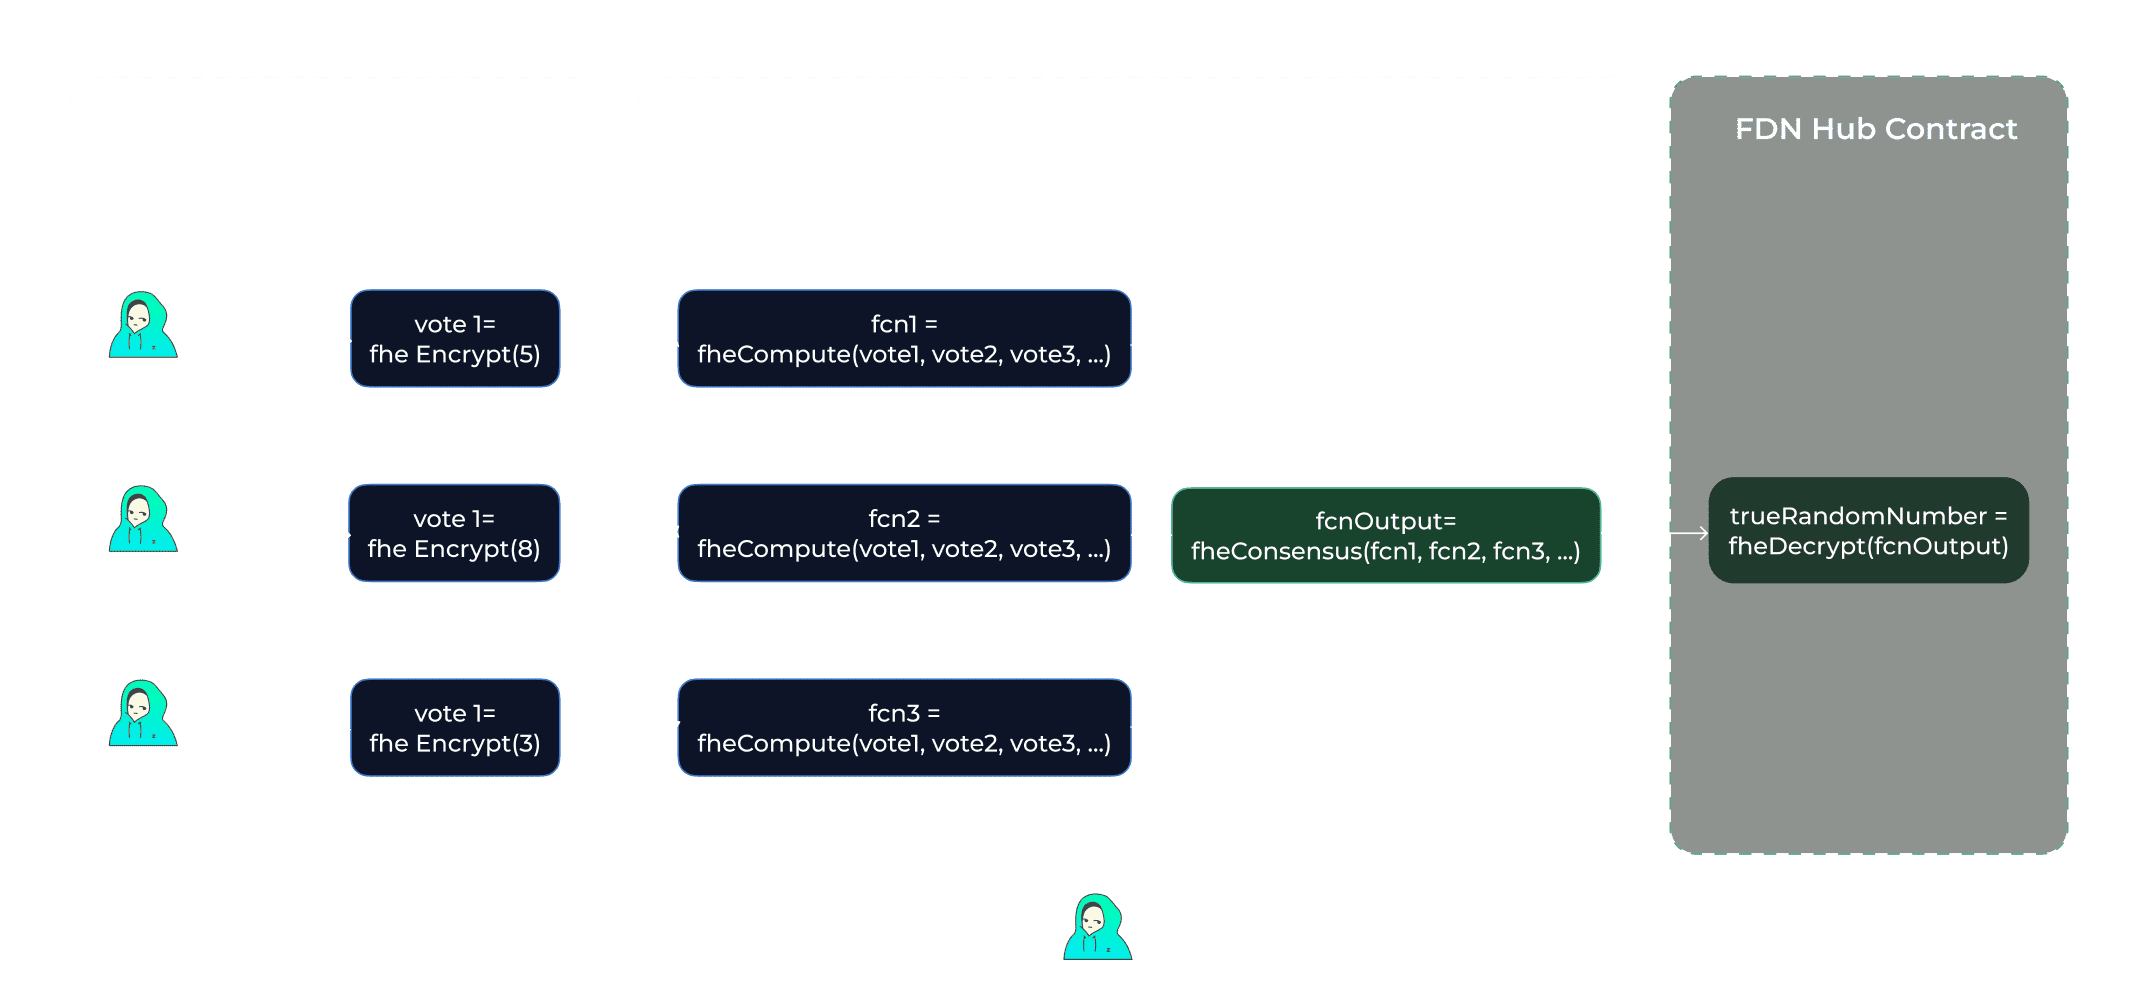 FDN Hub Contract
vote 1=
fhe Encrypt(5)
fcn1 =
fheCompute(vote1, vote2, vote3, ...)
vote 1=
fhe Encrypt(8)
fcn2 =
fheCompute(vote1, vote2, vote3, ...)
fcnOutput=
fheConsensus(fcn1, fcn2, fcn3, ...)
trueRandomNumber =
fheDecrypt(fcnOutput)
vote 1=
fhe Encrypt(3)
fcn3 =
fheCompute(vote1, vote2, vote3, ...)